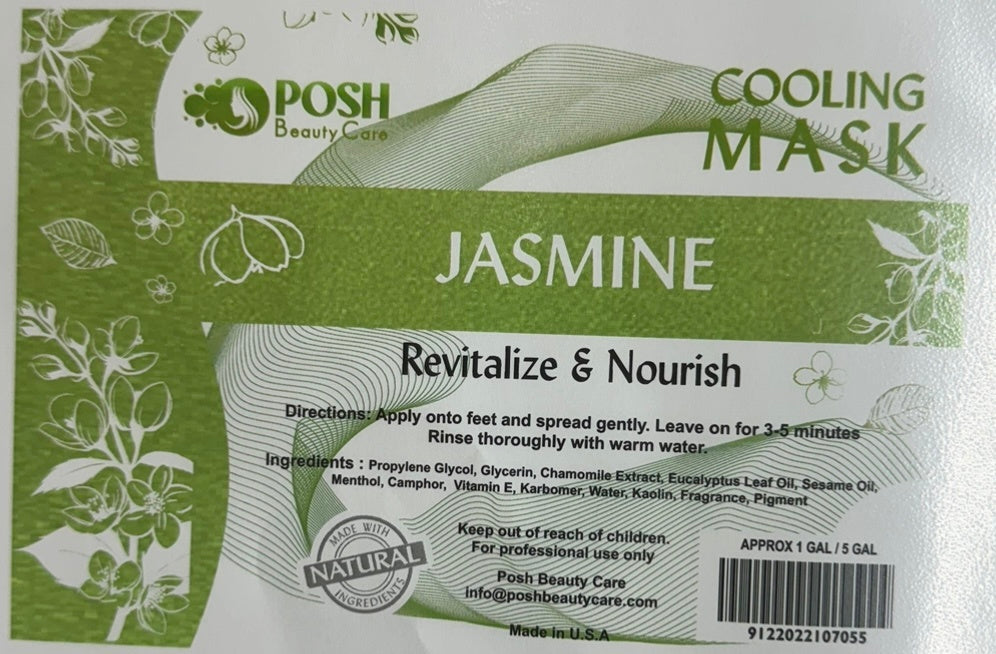 POSH
Beauty Care
COOLING
MASK
JASMINE
Revitalize & Nourish
Directions: Apply onto feet and spread gently. Leave on for 3-5 minutes
Rinse thoroughly with warm water.
Ingredients : Propylene Glycol, Glycerin, Chamomile Extract, Eucalyptus Leaf Oil, Sesame Oil,
Menthol, Camphor, Vitamin E, Karbomer, Water, Kaolin, Fragrance, Pigment
MADE WITH
NATURAL
INGREDIENTS
Keep out of reach of children.
For professional use only
Posh Beauty Care
Info@poshbeautycare.com
Made in U.S.A
APPROX 1 GAL / 5 GAL
9122022107055